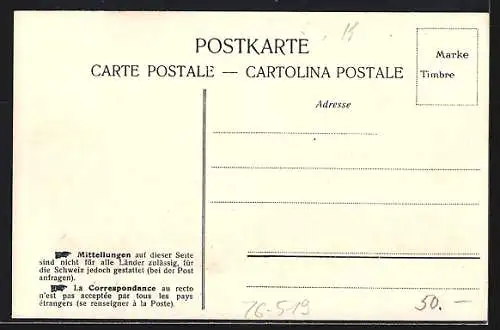 K
POSTKARTE
CARTE POSTALE — CARTOLINA POSTALE
Marke
Timbre
Adresse
Mitteilungen auf dieser Seite
sind nicht für alle Länder zulässig, für
die Schweiz jedoch gestattet (bei der Post
anfragen).
La Correspondance au recto
n'est pas acceptée par tous les pays
étrangers (se renseigner à la Poste).
76-519
50.—